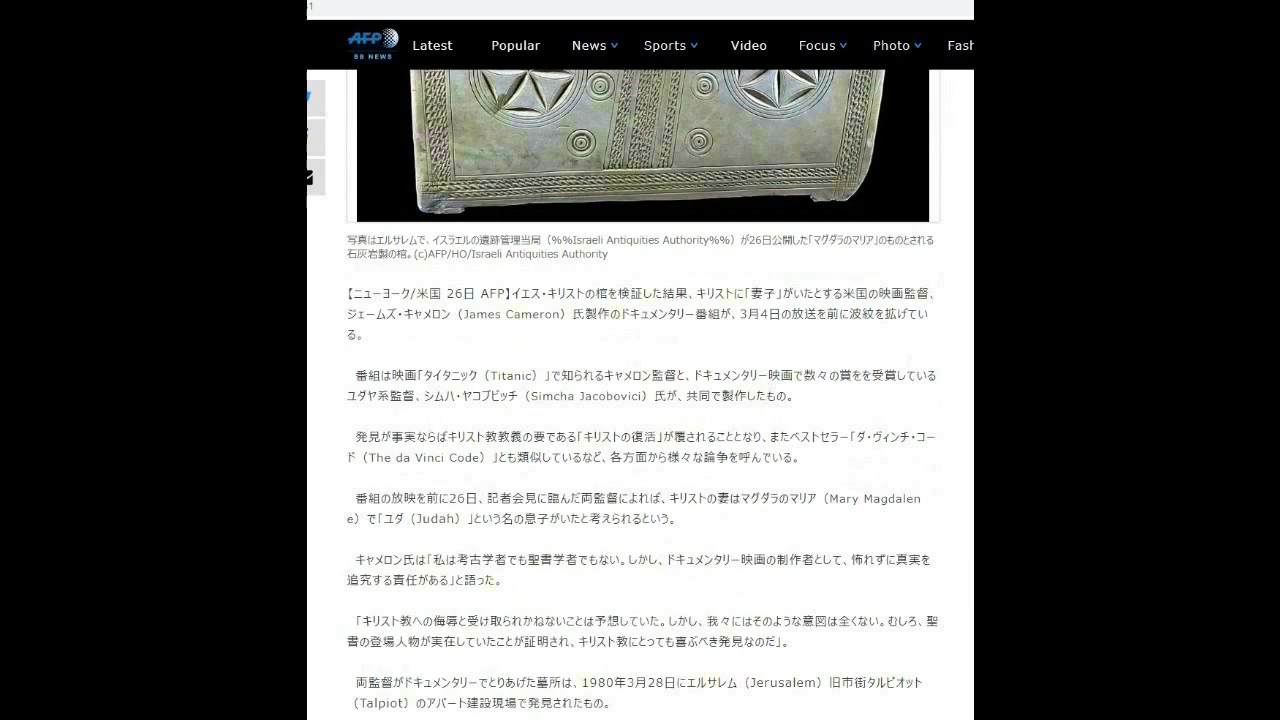 AFP
BB NEWS
Latest Popular News Sports Video Focus Photo Fash
写真はエルサレムで、イスラエルの遺跡管理当局（%%Israeli Antiquities Authority%%）が26日公開した「マグダラのマリア」のものとされる
石灰岩製の棺。(c)AFP/HO/Israeli Antiquities Authority
【ニューヨーク/米国 26日 AFP】イエス・キリストの棺を検証した結果、キリストに「妻子」がいたとする米国の映画監督、
ジェームズ・キャメロン（James Cameron）氏製作のドキュメンタリー番組が、3月4日の放送を前に波紋を拡げてい
る。
番組は映画「タイタニック（Titanic）」で知られるキャメロン監督と、ドキュメンタリー映画で数々の賞をを受賞している
ユダヤ系監督、シムハ・ヤコブビッチ（Simcha Jacobovici）氏が、共同で製作したもの。
発見が事実ならばキリスト教教義の要である「キリストの復活」が覆されることとなり、またベストセラー「ダ・ヴィンチ・コー
ド（The da Vinci Code）」とも類似しているなど、各方面から様々な論争を呼んでいる。
番組の放映を前に26日、記者会見に臨んだ両監督によれば、キリストの妻はマグダラのマリア（Mary Magdalen
e）で「ユダ（Judah）」という名の息子がいたと考えられるという。
キャメロン氏は「私は考古学者でも聖書学者でもない。しかし、ドキュメンタリー映画の制作者として、怖れずに真実を
追究する責任がある」と語った。
「キリスト教への侮辱と受け取られかねないことは予想していた。しかし、我々にはそのような意図は全くない。むしろ、聖
書の登場人物が実在していたことが証明され、キリスト教にとっても喜ぶべき発見なのだ」。
両監督がドキュメンタリーでとりあげた墓所は、1980年3月28日にエルサレム（Jerusalem）旧市街タルピオット
（Talpiot）のアパート建設現場で発見されたもの。